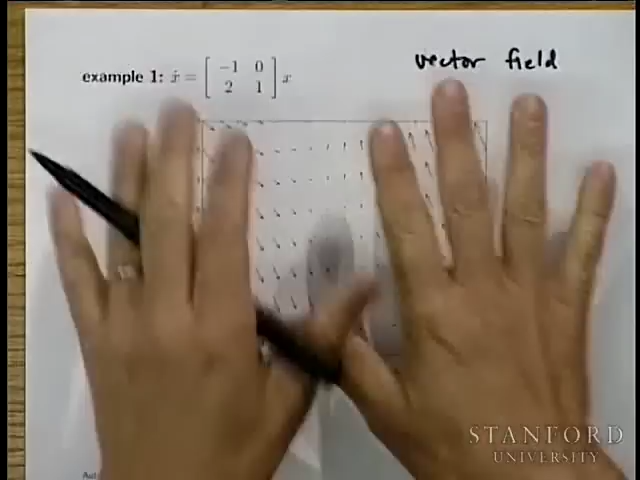 vector field
example 1: ẋ = [ -1 0
2 1 ] x
STANFORD
UNIVERSITY